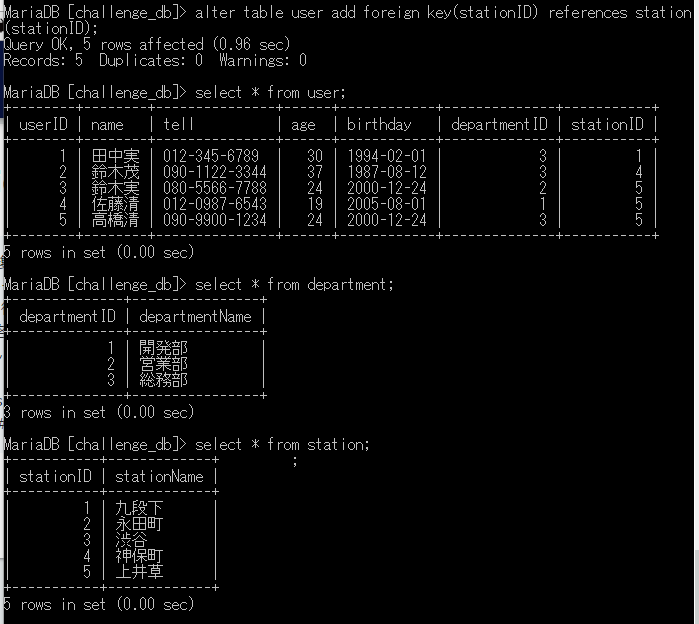 MariaDB [challenge_db]> alter table user add foreign key(stationID) references station
(stationID);
Query OK, 5 rows affected (0.96 sec)
Records: 5  Duplicates: 0  Warnings: 0
MariaDB [challenge_db]> select * from user;
+--------+--------+---------------+-----+------------+--------------+-----------+
| userID | name | tell | age | birthday | departmentID | stationID |
+--------+--------+---------------+-----+------------+--------------+-----------+
| 1 | 田中実 | 012-345-6789 | 30 | 1994-02-01 | 3 | 1 |
| 2 | 鈴木茂 | 090-1122-3344 | 37 | 1987-08-12 | 3 | 4 |
| 3 | 鈴木実 | 080-5566-7788 | 24 | 2000-12-24 | 2 | 5 |
| 4 | 佐藤清 | 012-0987-6543 | 19 | 2005-08-01 | 1 | 5 |
| 5 | 高橋清 | 090-9900-1234 | 24 | 2000-12-24 | 3 | 5 |
+--------+--------+---------------+-----+------------+--------------+-----------+
5 rows in set (0.00 sec)
MariaDB [challenge_db]> select * from department;
+--------------+----------------+
| departmentID | departmentName |
+--------------+----------------+
| 1 | 開発部 |
| 2 | 営業部 |
| 3 | 総務部 |
+--------------+----------------+
3 rows in set (0.00 sec)
MariaDB [challenge_db]> select * from station;
+-----------+-------------+ ;
| stationID | stationName |
+-----------+-------------+
| 1 | 九段下 |
| 2 | 永田町 |
| 3 | 渋谷 |
| 4 | 神保町 |
| 5 | 上井草 |
+-----------+-------------+
5 rows in set (0.00 sec)